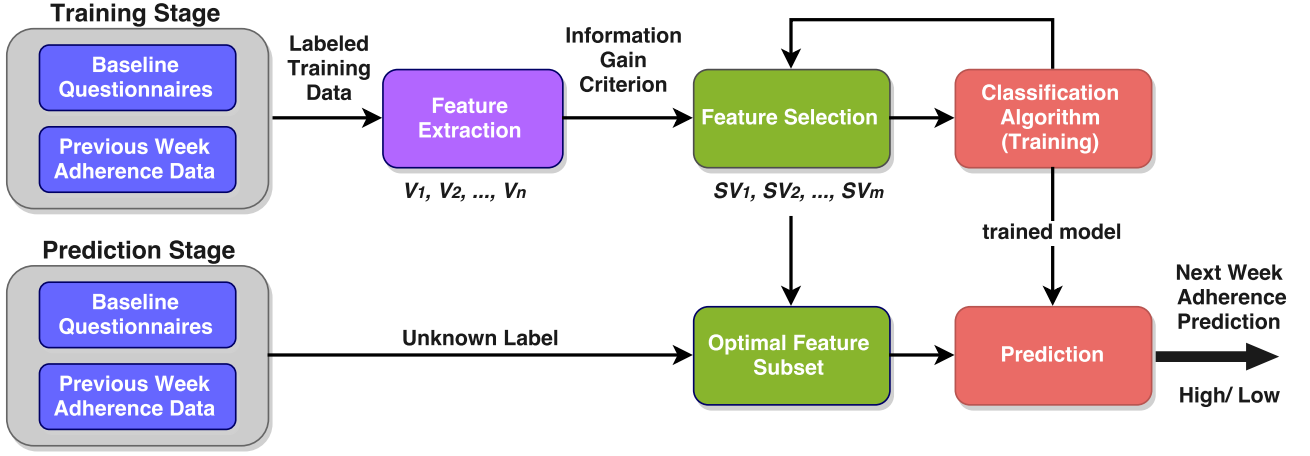 Training Stage
Baseline
Questionnaires
Previous Week
Adherence Data
Labeled
Training
Data
Feature
Extraction
V1, V2, ..., Vn
Information
Gain
Criterion
Feature Selection
SV1, SV2, ..., SVm
Classification
Algorithm
(Training)
trained model
Prediction Stage
Baseline
Questionnaires
Previous Week
Adherence Data
Unknown Label
Optimal Feature
Subset
Prediction
Next Week
Adherence
Prediction
High/ Low